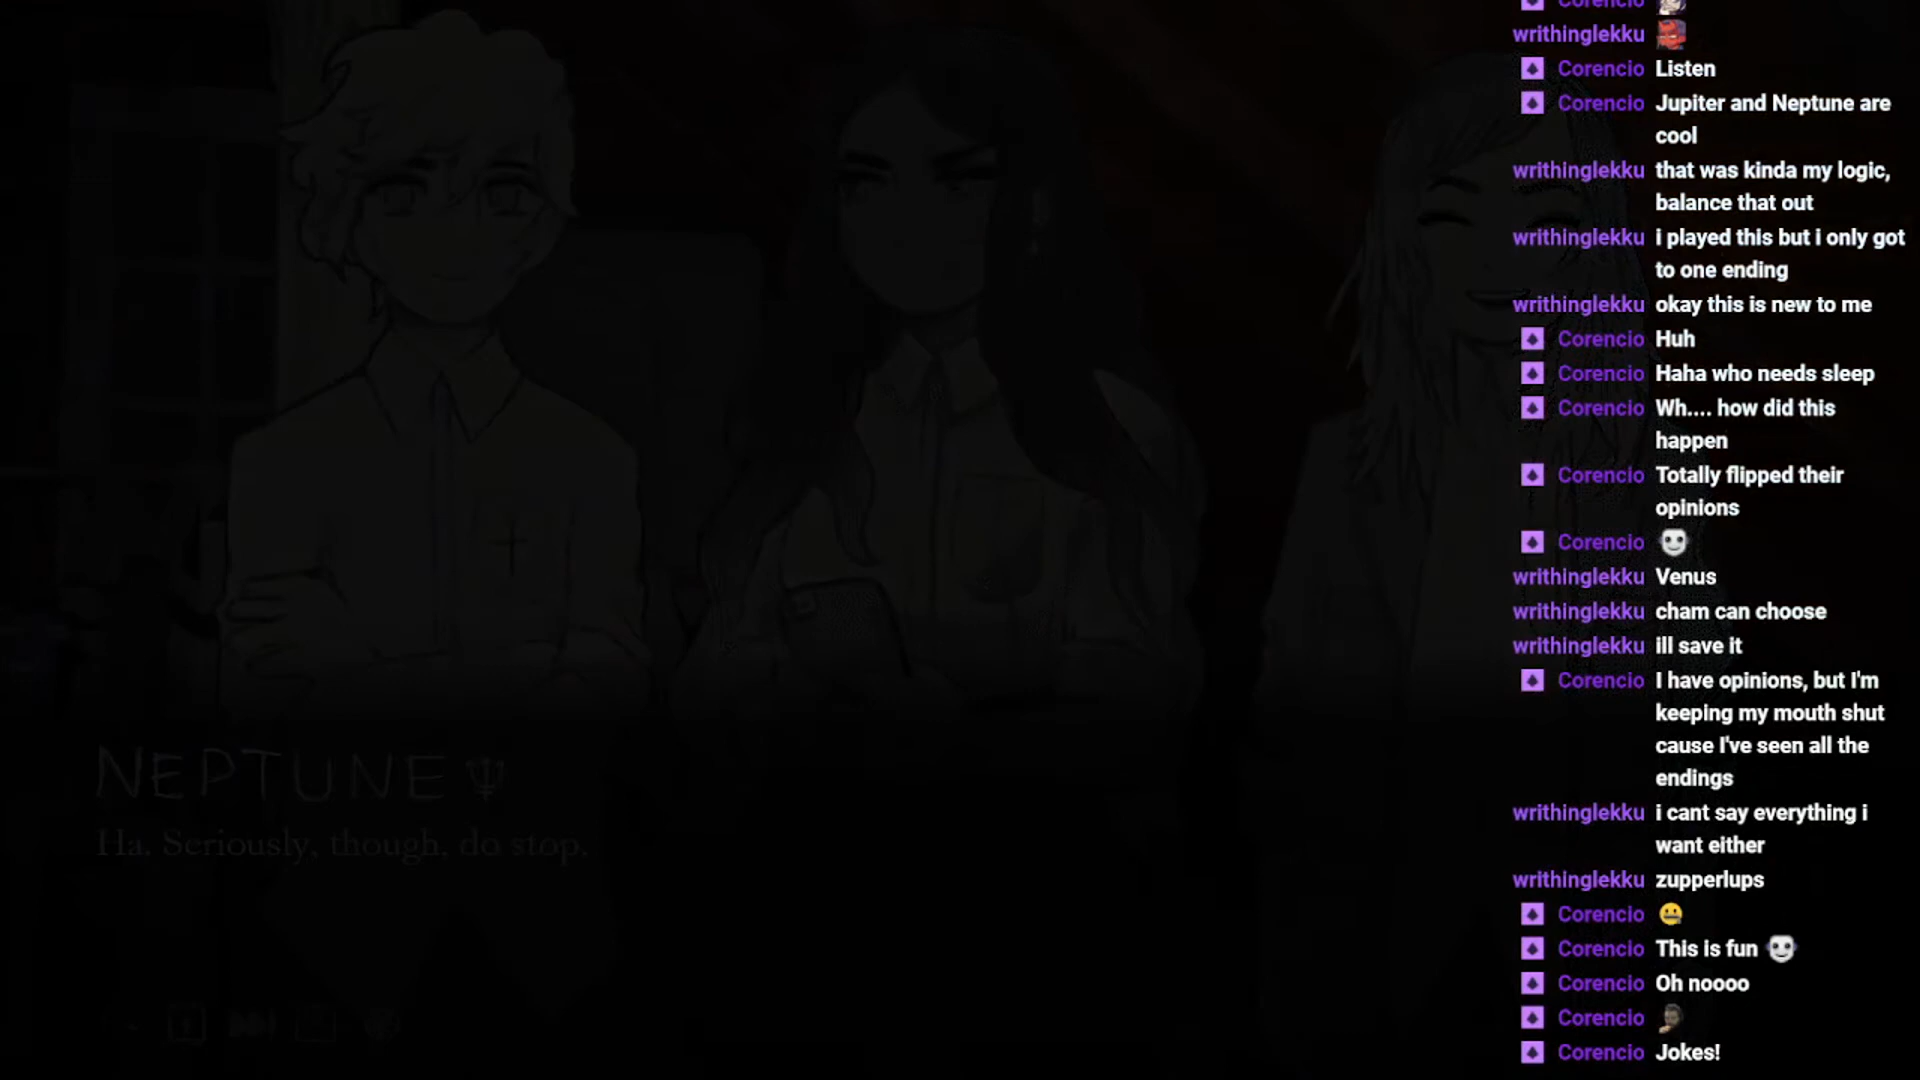 Corencio
writhinglekku
Corencio Listen
Corencio Jupiter and Neptune are
cool
writhinglekku that was kinda my logic,
balance that out
writhinglekku i played this but i only got
to one ending
writhinglekku okay this is new to me
Corencio Huh
Corencio Haha who needs sleep
Corencio Wh.... how did this
happen
Corencio Totally flipped their
opinions
Corencio
writhinglekku Venus
writhinglekku cham can choose
writhinglekku ill save it
Corencio I have opinions, but I'm
keeping my mouth shut
cause I've seen all the
endings
writhinglekku i cant say everything i
want either
writhinglekku zupperlups
Corencio
Corencio This is fun
Corencio Oh noooo
Corencio
Corencio Jokes!
NEPTUNE
Ha. Seriously, though, do stop.